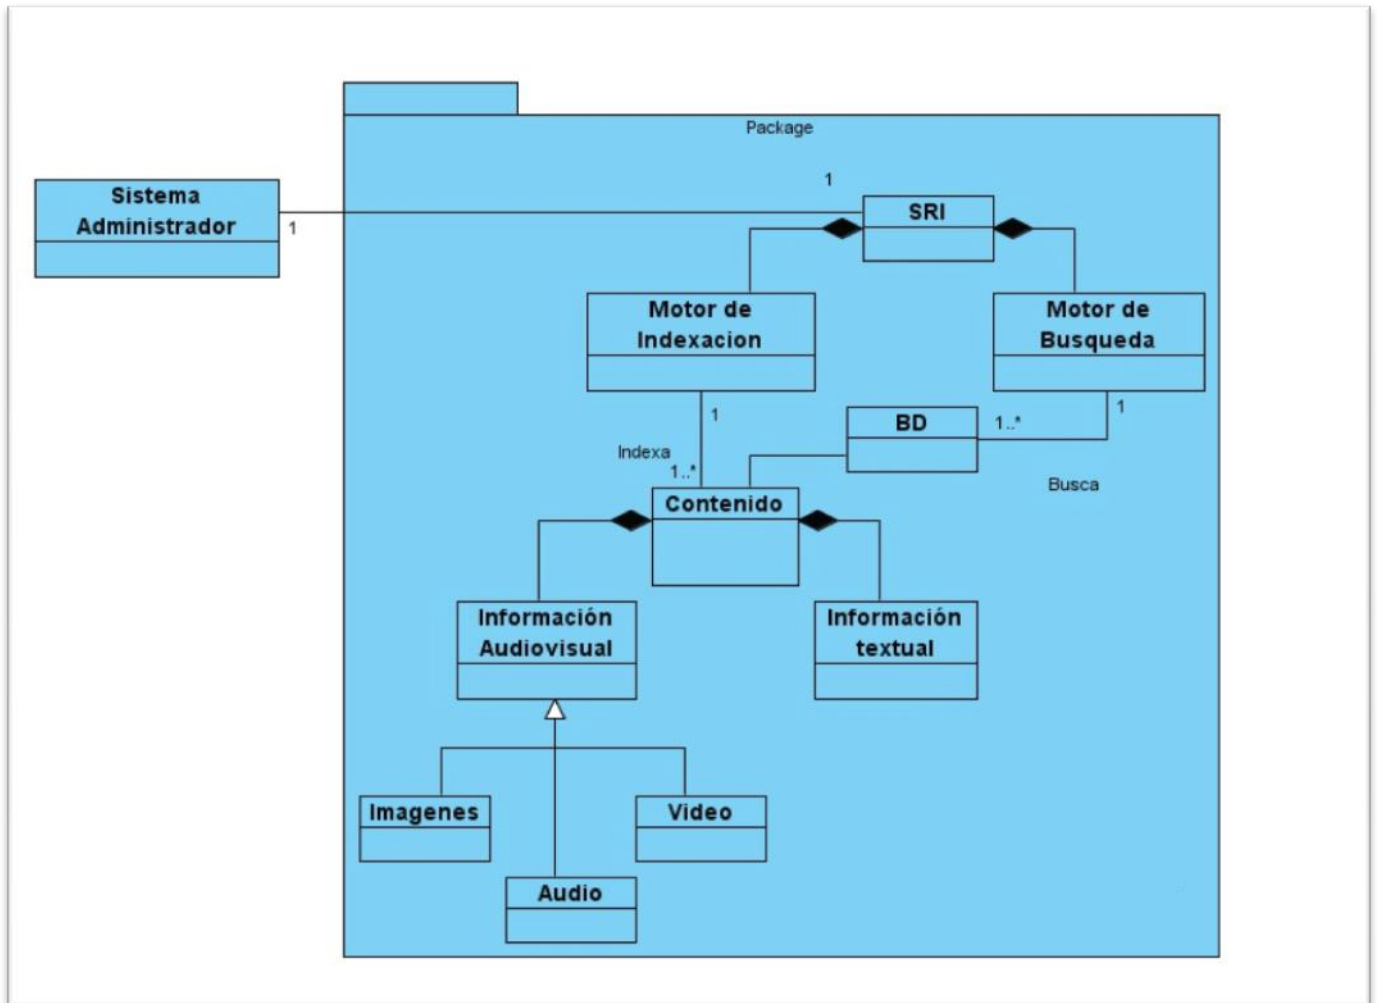 Package
1
Sistema
Administrador
1
SRI
Motor de
Indexacion
Motor de
Busqueda
1
1
BD
1..*
Indexa
1..*
Busca
Contenido
Información
Audiovisual
Información
textual
Imagenes
Video
Audio